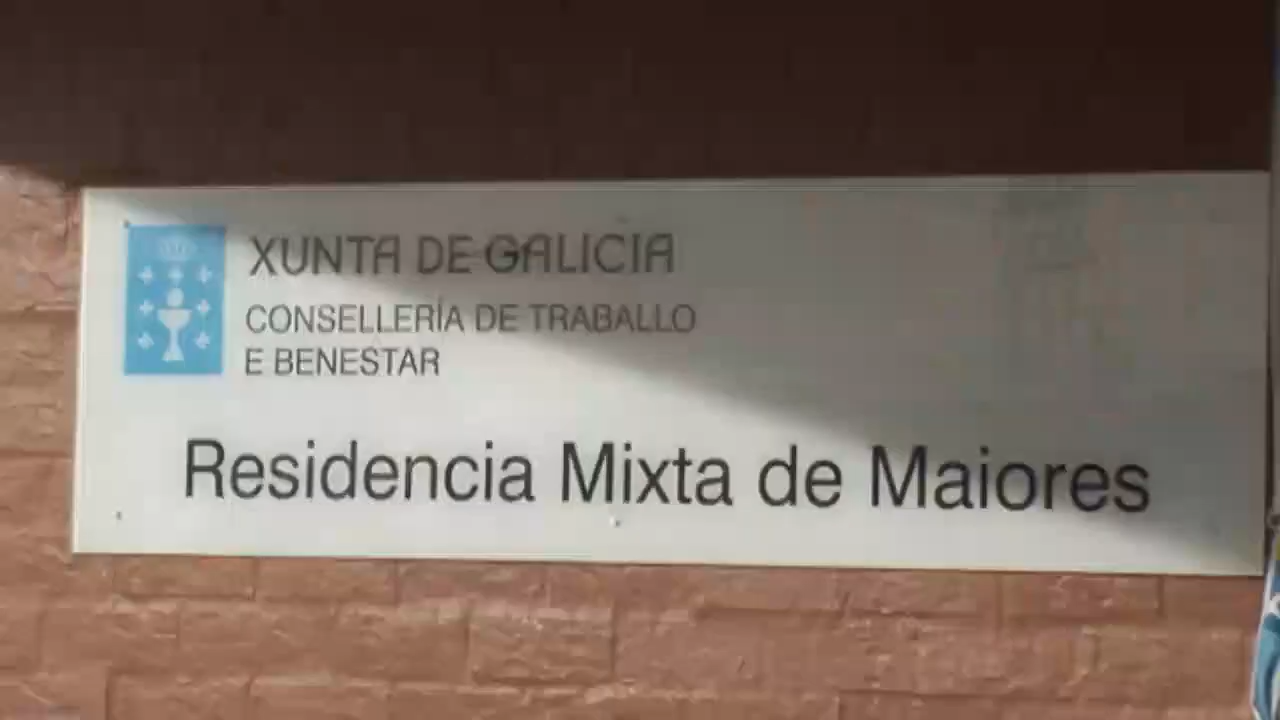 XUNTA DE GALICIA
CONSELLERÍA DE TRABALLO
E BENESTAR
Residencia Mixta de Maiores